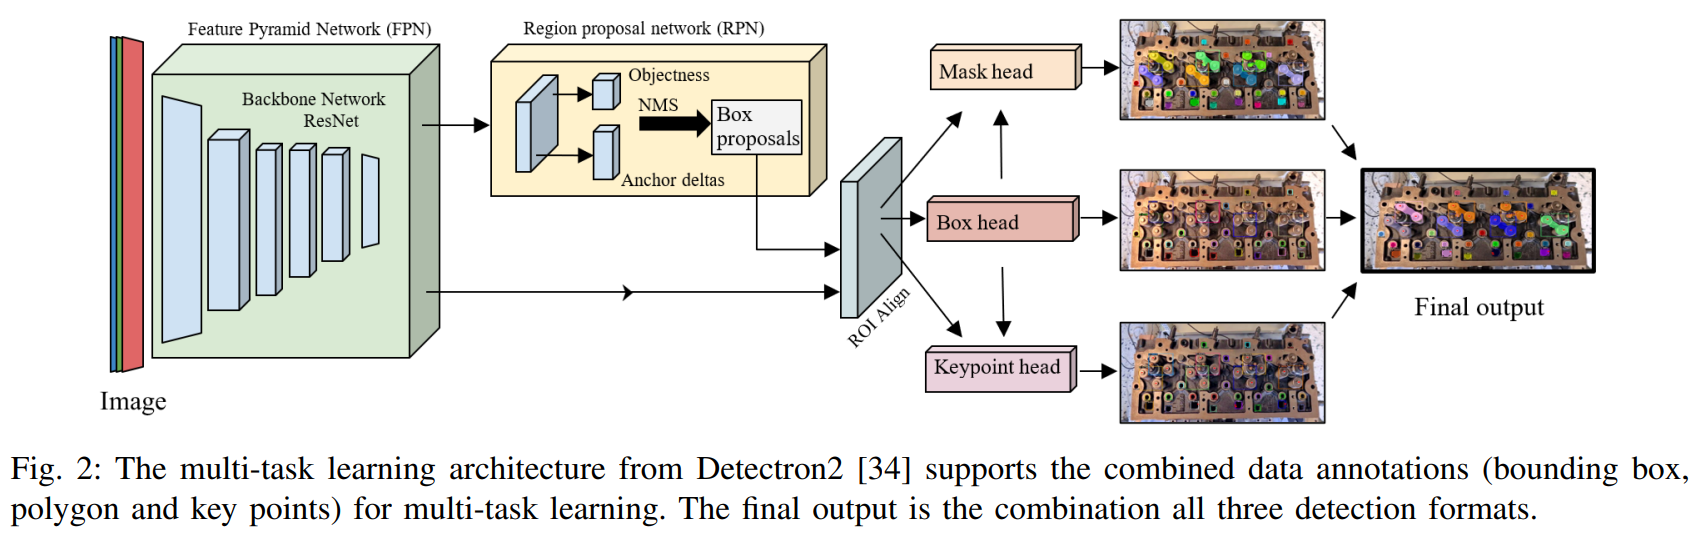 Feature Pyramid Network (FPN)
Region proposal network (RPN)
Backbone Network
ResNet
Objectness
NMS
Box
proposals
Anchor deltas
Mask head
Box head
ROI Align
Keypoint head
Final output
Image
Fig. 2: The multi-task learning architecture from Detectron2 [34] supports the combined data annotations (bounding box,
polygon and key points) for multi-task learning. The final output is the combination all three detection formats.